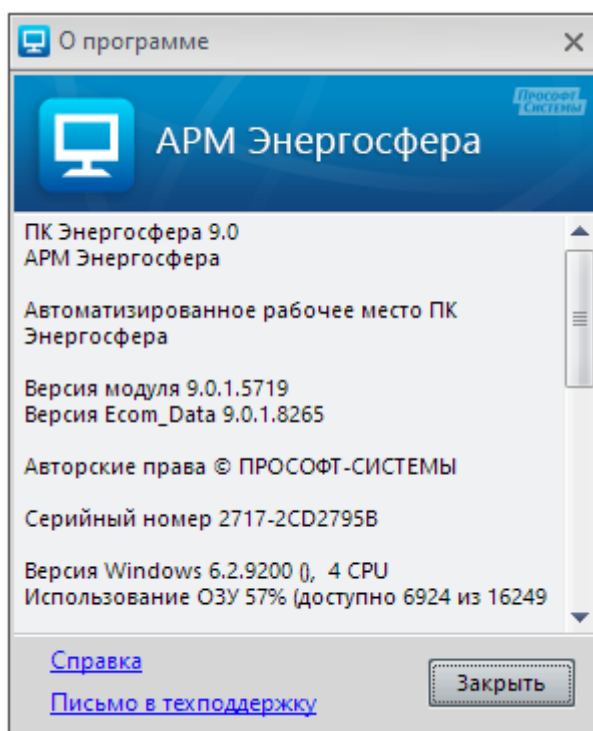 О программе
Прософт
Системы
АРМ Энергосфера
ПК Энергосфера 9.0
АРМ Энергосфера
Автоматизированное рабочее место ПК
Энергосфера
Версия модуля 9.0.1.5719
Версия Ecom_Data 9.0.1.8265
Авторские права © ПРОСОФТ-СИСТЕМЫ
Серийный номер 2717-2CD2795B
Версия Windows 6.2.9200 (), 4 CPU
Использование ОЗУ 57% (доступно 6924 из 16249
Справка
Письмо в техподдержку
Закрыть